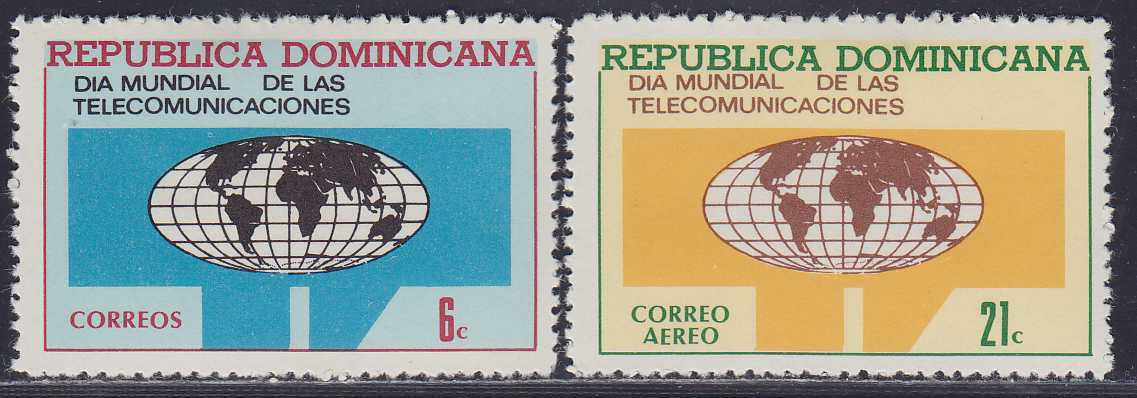 REPUBLICA DOMINICANA
DIA MUNDIAL DE LAS
TELECOMUNICACIONES
CORREOS
6c
REPUBLICA DOMINICANA
DIA MUNDIAL DE LAS
TELECOMUNICACIONES
CORREO
AEREO
21c